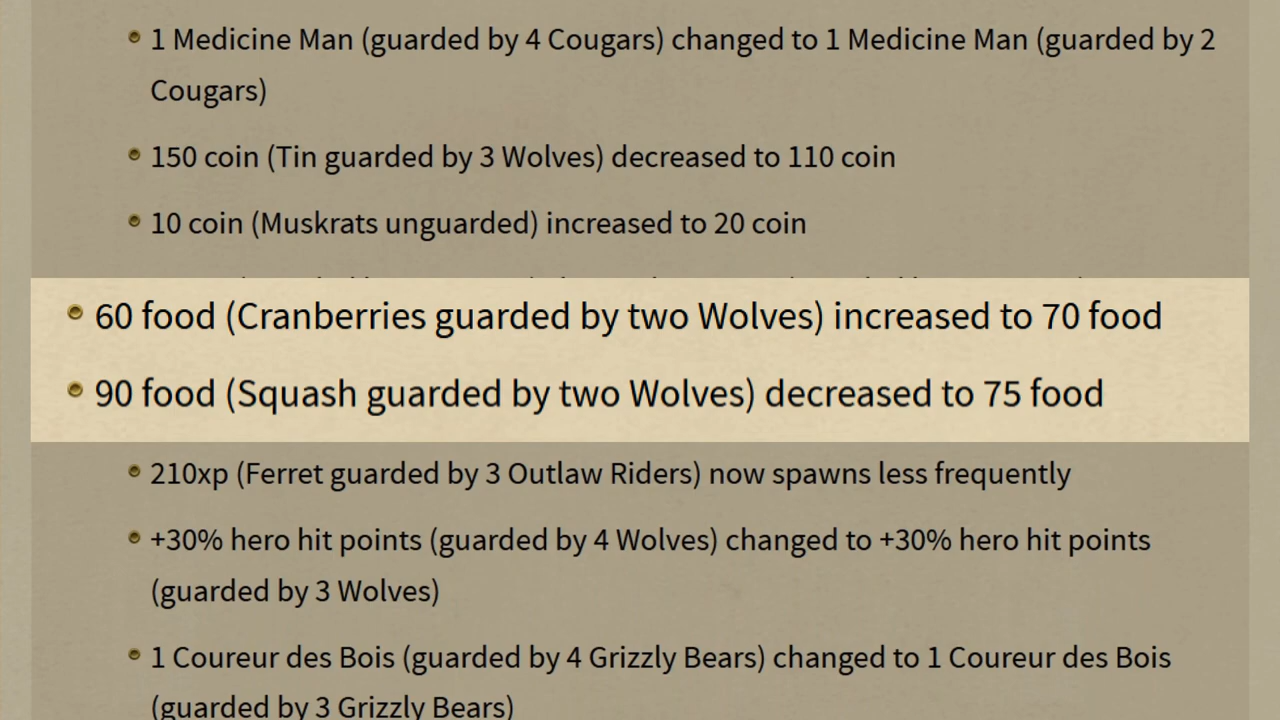 1 Medicine Man (guarded by 4 Cougars) changed to 1 Medicine Man (guarded by 2
Cougars)
150 coin (Tin guarded by 3 Wolves) decreased to 110 coin
10 coin (Muskrats unguarded) increased to 20 coin
60 food (Cranberries guarded by two Wolves) increased to 70 food
90 food (Squash guarded by two Wolves) decreased to 75 food
210xp (Ferret guarded by 3 Outlaw Riders) now spawns less frequently
+30% hero hit points (guarded by 4 Wolves) changed to +30% hero hit points
(guarded by 3 Wolves)
1 Coureur des Bois (guarded by 4 Grizzly Bears) changed to 1 Coureur des Bois
(guarded by 3 Grizzly Bears)